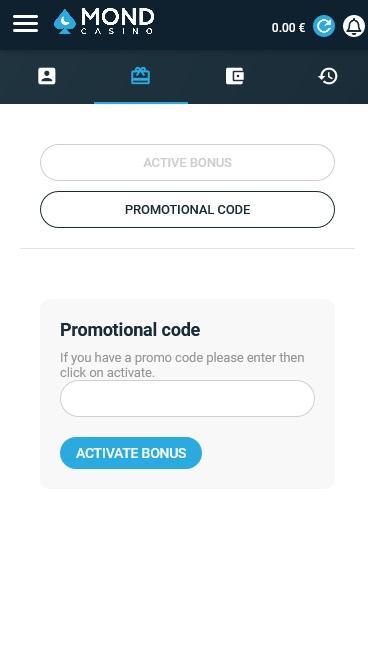 MOND
CASINO
0.00 €
ACTIVE BONUS
PROMOTIONAL CODE
Promotional code
If you have a promo code please enter then
click on activate.
ACTIVATE BONUS